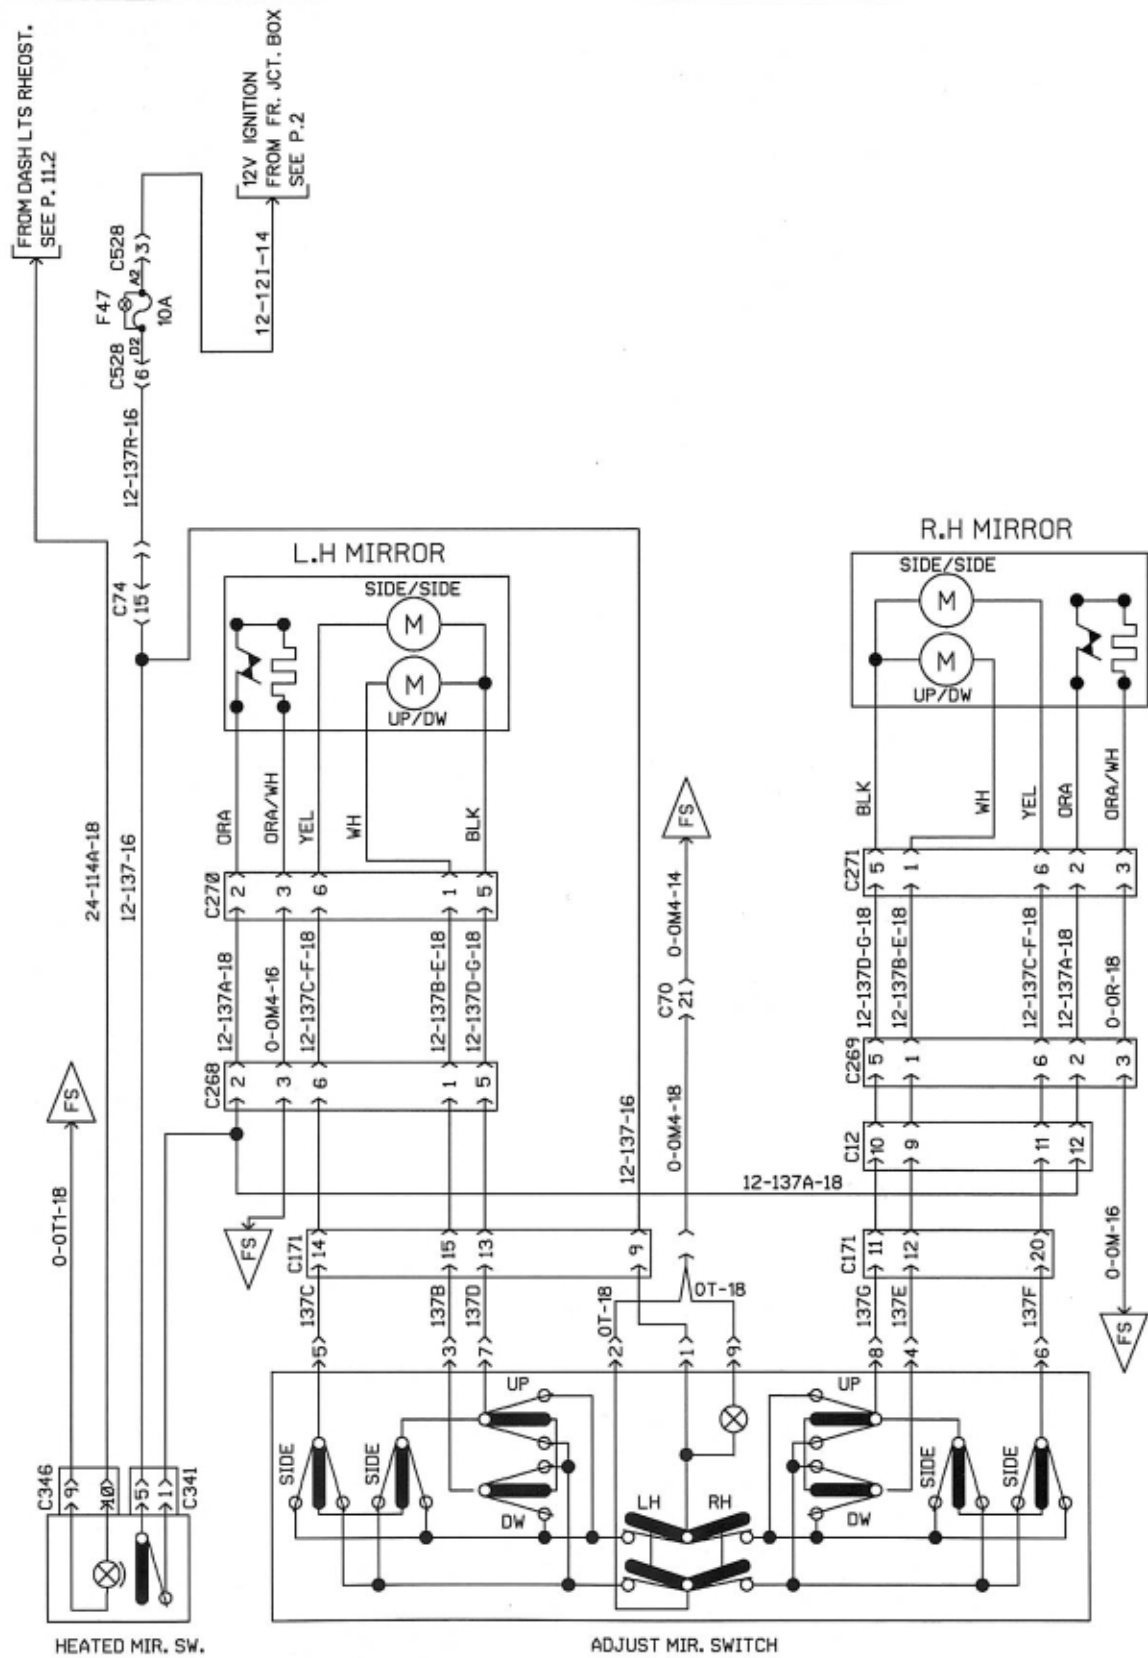 FROM DASH LTS RHEOST.
SEE P. 11.2
12V IGNITION
FROM FR. JCT. BOX
SEE P.2
C528
3
A2
F47
10A
D2
C528
6
12-12I-14
12-137R-16
C74
15
24-114A-18
12-137-16
L.H MIRROR
SIDE/SIDE
M
M
UP/DW
ORA
ORA/WH
YEL
WH
BLK
C270
2
3
6
1
5
12-137A-18
0-0M4-16
12-137C-F-18
12-137B-E-18
12-137D-G-18
C268
2
3
6
1
5
FS
0-0T1-18
FS
FS
0-0M4-14
C70
21
0-0M4-18
12-137-16
R.H MIRROR
SIDE/SIDE
M
M
UP/DW
BLK
WH
YEL
ORA
ORA/WH
C271
5
1
6
2
3
12-137D-G-18
12-137B-E-18
12-137C-F-18
12-137A-18
0-0R-18
C269
5
1
6
2
3
C12
10
9
11
12
12-137A-18
0-0M-16
FS
C171
14
15
13
9
C171
11
12
20
137C
137B
137D
0T-18
0T-18
137G
137E
137F
5
3
7
2
1
9
8
4
6
C346
9
10
5
1
C341
SIDE
SIDE
UP
DW
LH
RH
UP
DW
SIDE
SIDE
HEATED MIR. SW.
ADJUST MIR. SWITCH